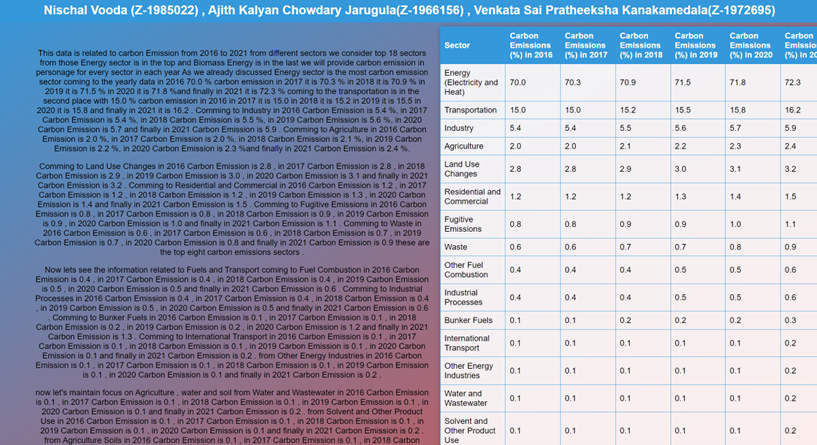 Nischal Vooda (Z-1985022) , Ajith Kalyan Chowdary Jarugula(Z-1966156) , Venkata Sai Pratheeksha Kanakamedala(Z-1972695)
This data is related to carbon Emission from 2016 to 2021 from different sectors we consider top 18 sectors
from those Energy sector is in the top and Biomass Energy is in the last we will provide carbon emission in
personage for every sector in each year As we already discussed Energy sector is the most carbon emission
sector coming to the yearly data in 2016 70.0 % carbon emission in 2017 it is 70.3 % in 2018 it is 70.9 % in
2019 it is 71.5 % in 2020 it is 71.8 %and finally in 2021 it is 72.3 % coming to the transportation is in the
second place with 15.0 % carbon emission in 2016 in 2017 it is 15.0 in 2018 it is 15.2 in 2019 it is 15.5 in
2020 it is 15.8 and finally in 2021 it is 16.2 . Comming to Industry in 2016 Carbon Emission is 5.4 %, in 2017
Carbon Emission is 5.4 %, in 2018 Carbon Emission is 5.5 %, in 2019 Carbon Emission is 5.6 %, in 2020
Carbon Emission is 5.7 and finally in 2021 Carbon Emission is 5.9 . Comming to Agriculture in 2016 Carbon
Emission is 2.0 %, in 2017 Carbon Emission is 2.0 %, in 2018 Carbon Emission is 2.1 %, in 2019 Carbon
Emission is 2.2 %, in 2020 Carbon Emission is 2.3 %and finally in 2021 Carbon Emission is 2.4 %.
Comming to Land Use Changes in 2016 Carbon Emission is 2.8 , in 2017 Carbon Emission is 2.8 , in 2018
Carbon Emission is 2.9 , in 2019 Carbon Emission is 3.0 , in 2020 Carbon Emission is 3.1 and finally in 2021
Carbon Emission is 3.2 . Comming to Residential and Commercial in 2016 Carbon Emission is 1.2 , in 2017
Carbon Emission is 1.2 , in 2018 Carbon Emission is 1.2 , in 2019 Carbon Emission is 1.3 , in 2020 Carbon
Emission is 1.4 and finally in 2021 Carbon Emission is 1.5 . Comming to Fugitive Emissions in 2016 Carbon
Emission is 0.8 , in 2017 Carbon Emission is 0.8 , in 2018 Carbon Emission is 0.9 , in 2019 Carbon Emission
is 0.9 , in 2020 Carbon Emission is 1.0 and finally in 2021 Carbon Emission is 1.1 . Comming to Waste in
2016 Carbon Emission is 0.6 , in 2017 Carbon Emission is 0.6 , in 2018 Carbon Emission is 0.7 , in 2019
Carbon Emission is 0.7 , in 2020 Carbon Emission is 0.8 and finally in 2021 Carbon Emission is 0.9 these are
the top eight carbon emissions sectors .
Now lets see the information related to Fuels and Transport coming to Fuel Combustion in 2016 Carbon
Emission is 0.4 , in 2017 Carbon Emission is 0.4 , in 2018 Carbon Emission is 0.4 , in 2019 Carbon Emission
is 0.5 , in 2020 Carbon Emission is 0.5 and finally in 2021 Carbon Emission is 0.6 . Comming to Industrial
Processes in 2016 Carbon Emission is 0.4 , in 2017 Carbon Emission is 0.4 , in 2018 Carbon Emission is 0.4
, in 2019 Carbon Emission is 0.5 , in 2020 Carbon Emission is 0.5 and finally in 2021 Carbon Emission is 0.6
. Comming to Bunker Fuels in 2016 Carbon Emission is 0.1 , in 2017 Carbon Emission is 0.1 , in 2018
Carbon Emission is 0.2 , in 2019 Carbon Emission is 0.2 , in 2020 Carbon Emission is 1.2 and finally in 2021
Carbon Emission is 1.3 . Comming to International Transport in 2016 Carbon Emission is 0.1 , in 2017
Carbon Emission is 0.1 , in 2018 Carbon Emission is 0.1 , in 2019 Carbon Emission is 0.1 , in 2020 Carbon
Emission is 0.1 and finally in 2021 Carbon Emission is 0.2 . from Other Energy Industries in 2016 Carbon
Emission is 0.1 , in 2017 Carbon Emission is 0.1 , in 2018 Carbon Emission is 0.1 , in 2019 Carbon Emission
is 0.1 , in 2020 Carbon Emission is 0.1 and finally in 2021 Carbon Emission is 0.2 .
now let's maintain focus on Agriculture , water and soil from Water and Wastewater in 2016 Carbon Emission
is 0.1 , in 2017 Carbon Emission is 0.1 , in 2018 Carbon Emission is 0.1 , in 2019 Carbon Emission is 0.1 , in
2020 Carbon Emission is 0.1 and finally in 2021 Carbon Emission is 0.2 . from Solvent and Other Product
Use in 2016 Carbon Emission is 0.1 , in 2017 Carbon Emission is 0.1 , in 2018 Carbon Emission is 0.1 , in
2019 Carbon Emission is 0.1 , in 2020 Carbon Emission is 0.1 and finally in 2021 Carbon Emission is 0.2 .
from Agriculture Soils in 2016 Carbon Emission is 0.1 , in 2017 Carbon Emission is 0.1 , in 2018 Carbon
Sector Carbon Emissions (%) in 2016 Carbon Emissions (%) in 2017 Carbon Emissions (%) in 2018 Carbon Emissions (%) in 2019 Carbon Emissions (%) in 2020 Carbon
Energy (Electricity and Heat) 70.0 70.3 70.9 71.5 71.8 72.3
Transportation 15.0 15.0 15.2 15.5 15.8 16.2
Industry 5.4 5.4 5.5 5.6 5.7 5.9
Agriculture 2.0 2.0 2.1 2.2 2.3 2.4
Land Use Changes 2.8 2.8 2.9 3.0 3.1 3.2
Residential and Commercial 1.2 1.2 1.2 1.3 1.4 1.5
Fugitive Emissions 0.8 0.8 0.9 0.9 1.0 1.1
Waste 0.6 0.6 0.7 0.7 0.8 0.9
Other Fuel Combustion 0.4 0.4 0.4 0.5 0.5 0.6
Industrial Processes 0.4 0.4 0.4 0.5 0.5 0.6
Bunker Fuels 0.1 0.1 0.2 0.2 0.2 0.3
International Transport 0.1 0.1 0.1 0.1 0.1 0.2
Other Energy Industries 0.1 0.1 0.1 0.1 0.1 0.2
Water and Wastewater 0.1 0.1 0.1 0.1 0.1 0.2
Solvent and Other Product Use 0.1 0.1 0.1 0.1 0.1 0.2